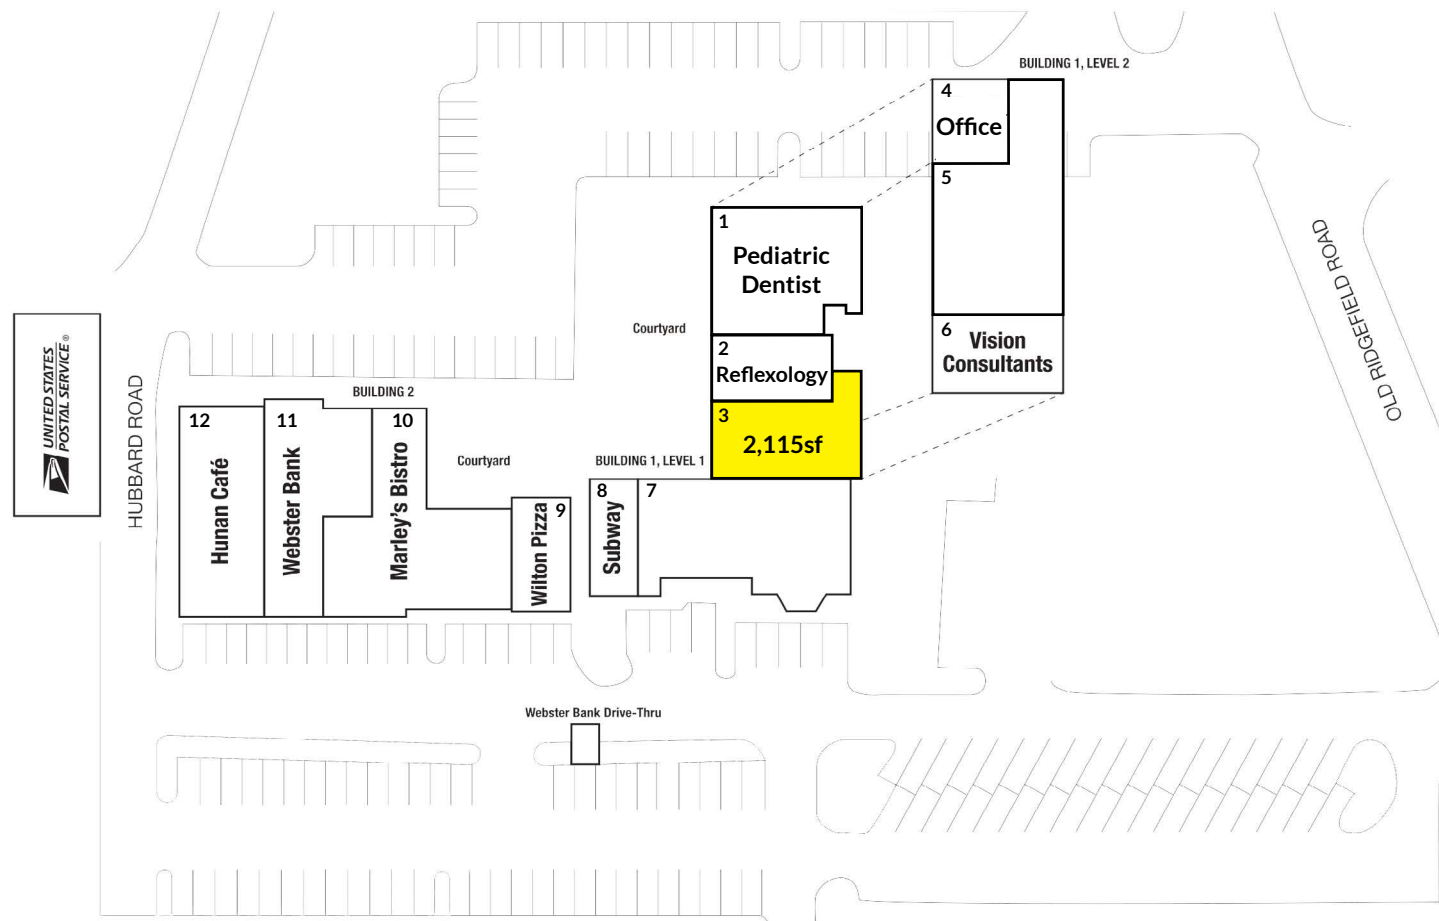 BUILDING 1, LEVEL 2
4
Office
5
1
Pediatric
Dentist
OLD RIDGEFIELD ROAD
Courtyard
6
Vision
Consultants
2
Reflexology
UNITED STATES
POSTAL SERVICE ®
HUBBARD ROAD
BUILDING 2
12
Hunan Café
11
Webster Bank
10
Marley's Bistro
3
2,115sf
Courtyard
BUILDING 1, LEVEL 1
9
Wilton Pizza
8
Subway
7
Webster Bank Drive-Thru